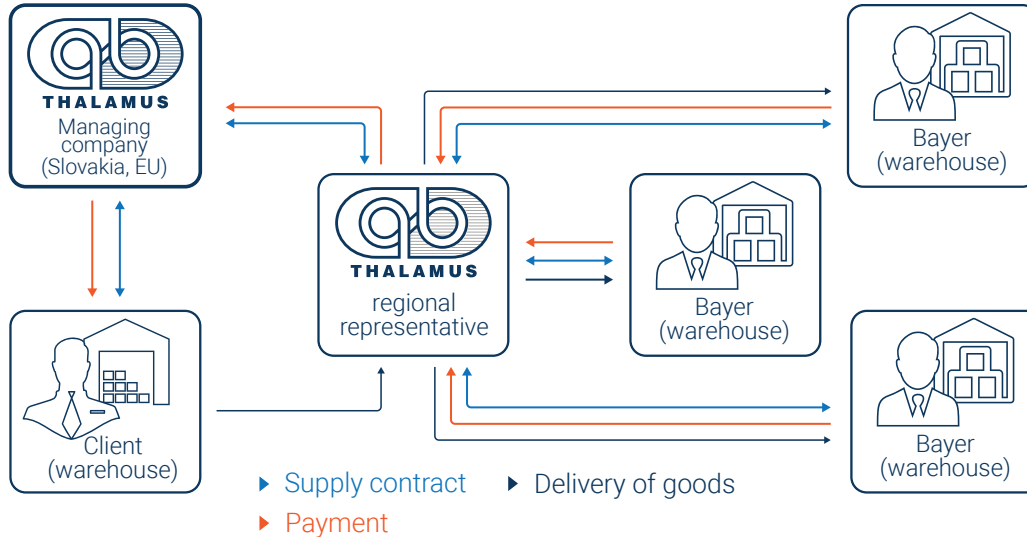 THALAMUS
Managing
company
(Slovakia, EU)
Bayer
(warehouse)
THALAMUS
regional
representative
Bayer
(warehouse)
Client
(warehouse)
Bayer
(warehouse)
Supply contract
Delivery of goods
Payment